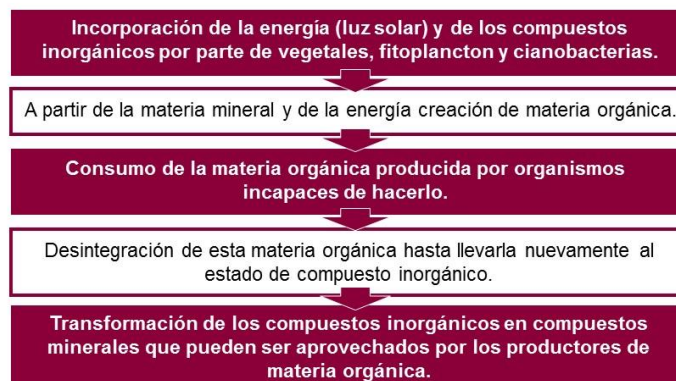 Incorporación de la energía (luz solar) y de los compuestos
inorgánicos por parte de vegetales, fitoplancton y cianobacterias.
A partir de la materia mineral y de la energía creación de materia orgánica.
Consumo de la materia orgánica producida por organismos
incapaces de hacerlo.
Desintegración de esta materia orgánica hasta llevarla nuevamente al
estado de compuesto inorgánico.
Transformación de los compuestos inorgánicos en compuestos
minerales que pueden ser aprovechados por los productores de
materia orgánica.